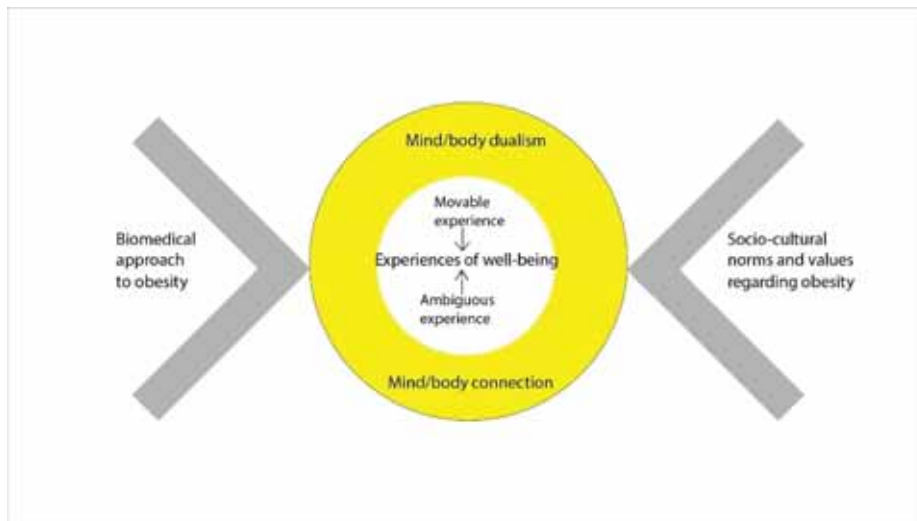 Mind/body dualism
Movable
experience
Biomedical
approach
to obesity
Experiences of well-being
Socio-cultural
norms and values
regarding obesity
Ambiguous
experience
Mind/body connection